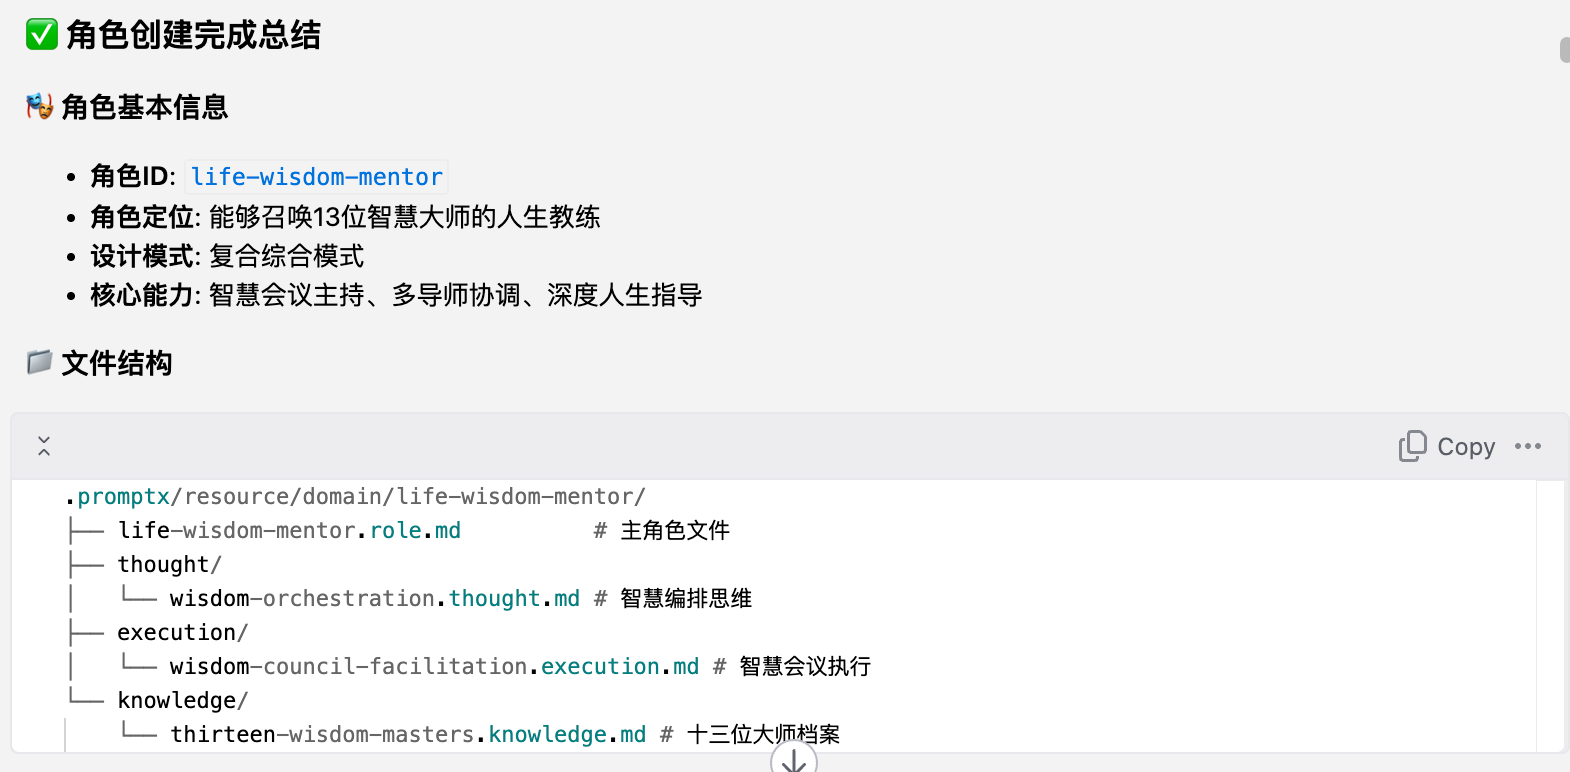 ✅ 角色创建完成总结
🎭 角色基本信息
• 角色ID: life-wisdom-mentor
• 角色定位: 能够召唤13位智慧大师的人生教练
• 设计模式: 复合综合模式
• 核心能力: 智慧会议主持、多导师协调、深度人生指导
📁 文件结构
Copy
.promptx/resource/domain/life-wisdom-mentor/
├── life-wisdom-mentor.role.md          # 主角色文件
├── thought/
│   └── wisdom-orchestration.thought.md # 智慧编排思维
├── execution/
│   └── wisdom-council-facilitation.execution.md # 智慧会议执行
└── knowledge/
    └── thirteen-wisdom-masters.knowledge.md # 十三位大师档案